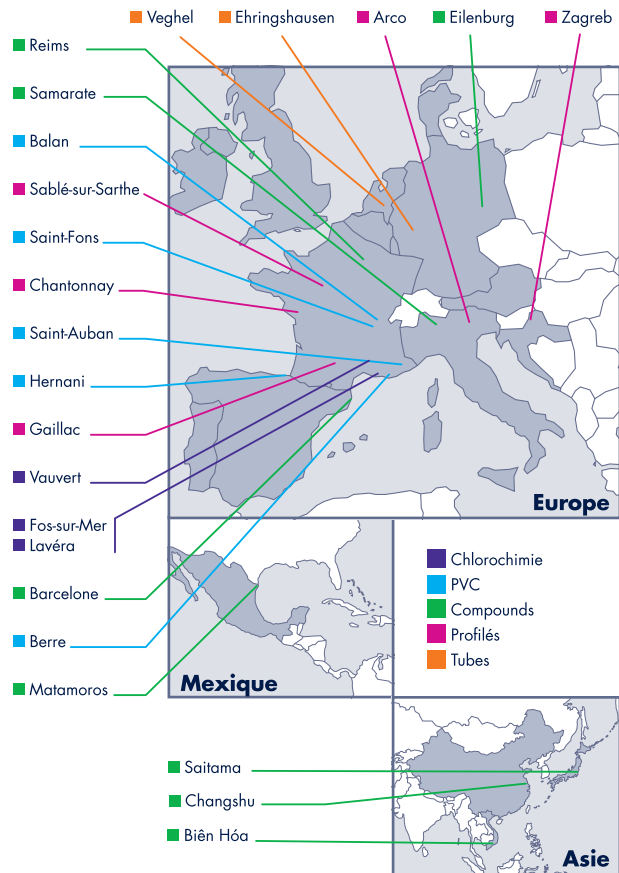 Veghel
Ehringshausen
Arco
Eilenburg
Zagreb
Reims
Samarate
Balan
Sablé-sur-Sarthe
Saint-Fons
Chantonnay
Saint-Auban
Hernani
Gaillac
Vauvert
Fos-sur-Mer
Lavéra
Barcelone
Berre
Matamoros
Europe
Chlorochimie
PVC
Compounds
Profilés
Tubes
Mexique
Saitama
Changshu
Biên Hóa
Asie